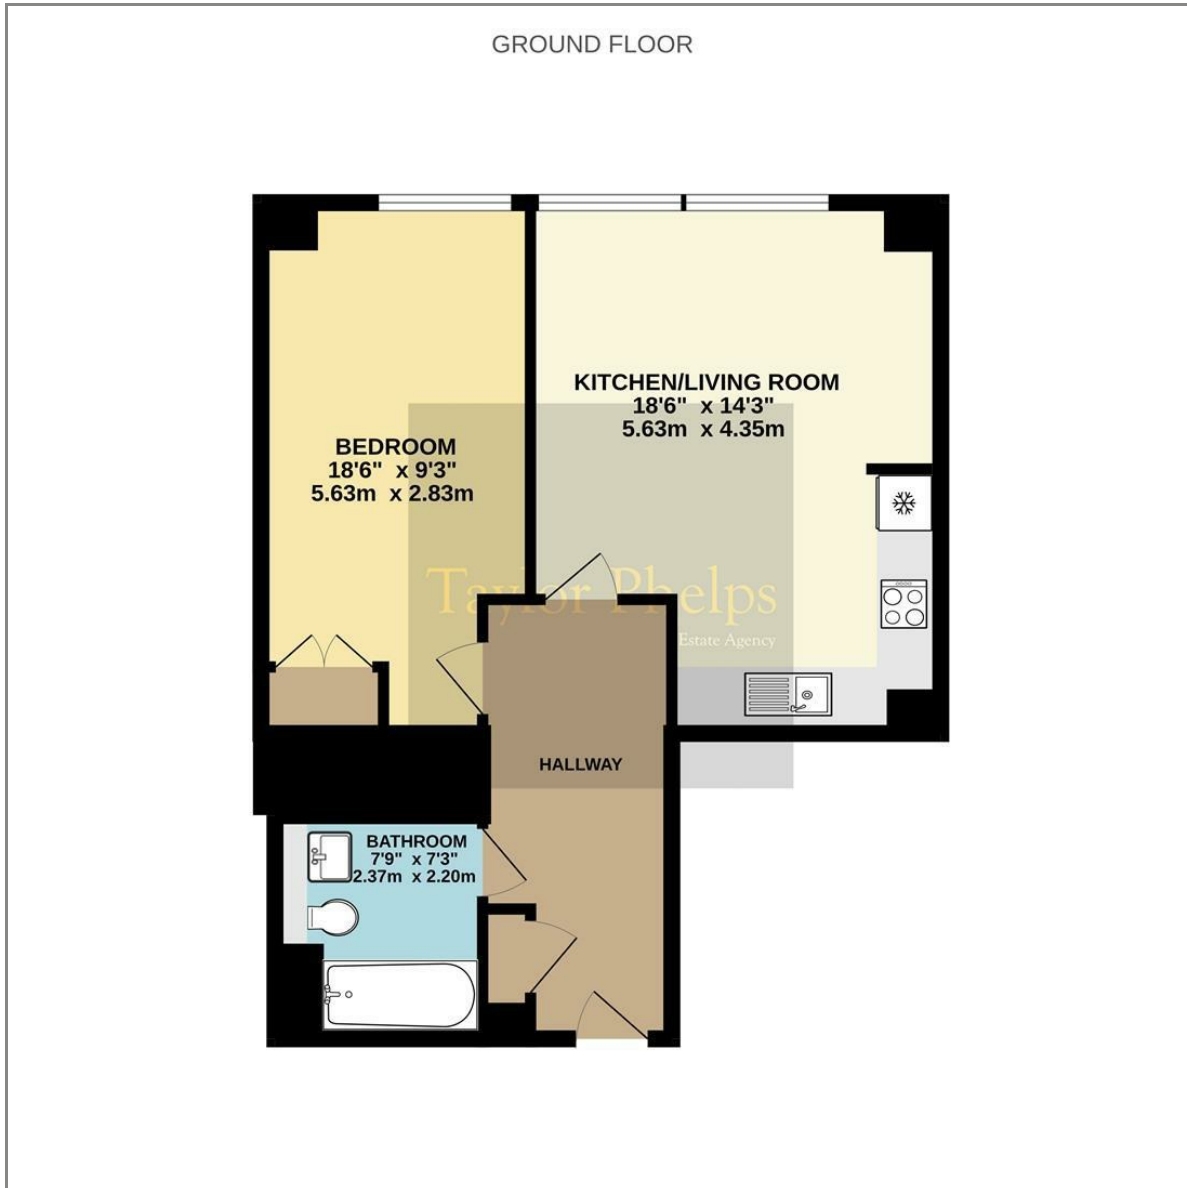 GROUND FLOOR
KITCHEN/LIVING ROOM
18'6" x 14'3"
5.63m x 4.35m
BEDROOM
18'6" x 9'3"
5.63m x 2.83m
Taylor Phelps
Estate Agency
HALLWAY
BATHROOM
7'9" x 7'3"
2.37m x 2.20m